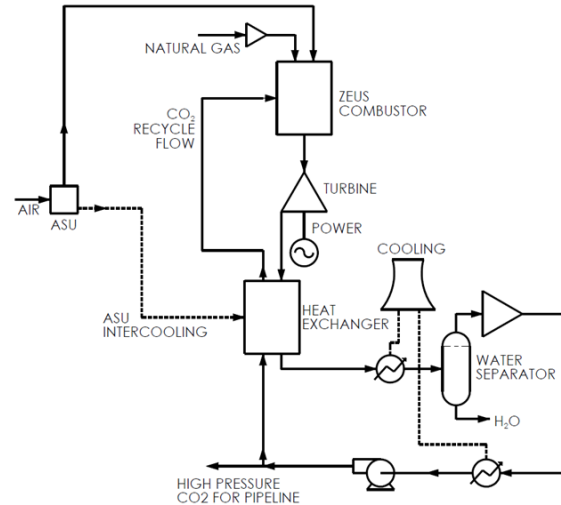 NATURAL GAS
ZEUS
COMBUSTOR
CO₂
RECYCLE
FLOW
TURBINE
AIR
ASU
POWER
COOLING
ASU
INTERCOOLING
HEAT
EXCHANGER
WATER
SEPARATOR
H₂O
HIGH PRESSURE
CO2 FOR PIPELINE